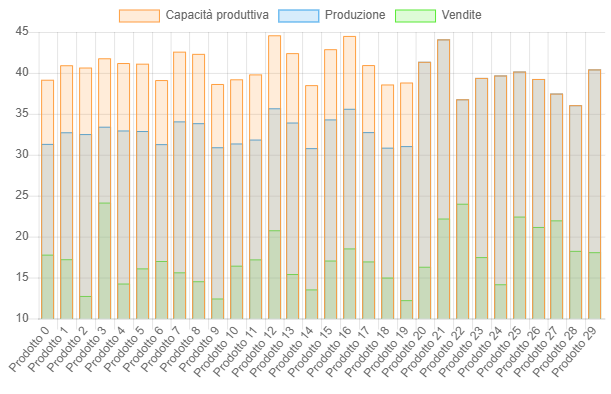 Capacità produttiva Produzione Vendite
45
40
35
30
25
20
15
10
Prodotto 0
Prodotto 1
Prodotto 2
Prodotto 3
Prodotto 4
Prodotto 5
Prodotto 6
Prodotto 7
Prodotto 8
Prodotto 9
Prodotto 10
Prodotto 11
Prodotto 12
Prodotto 13
Prodotto 14
Prodotto 15
Prodotto 16
Prodotto 17
Prodotto 18
Prodotto 19
Prodotto 20
Prodotto 21
Prodotto 22
Prodotto 23
Prodotto 24
Prodotto 25
Prodotto 26
Prodotto 27
Prodotto 28
Prodotto 29